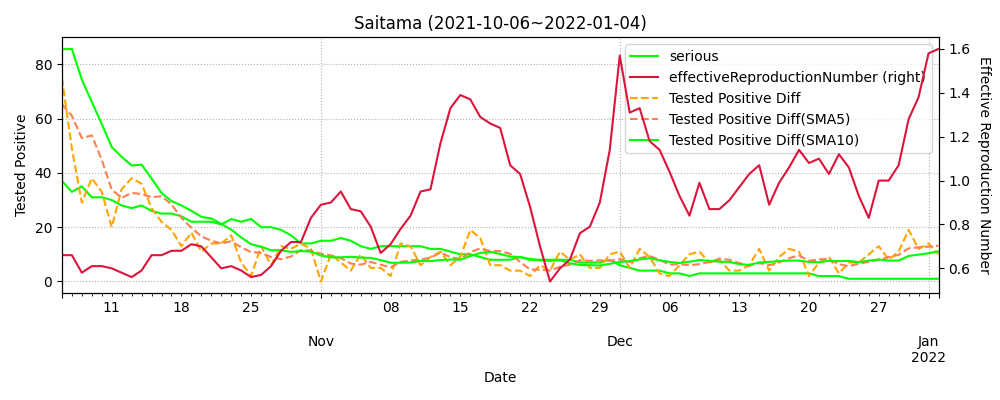 Saitama (2021-10-06~2022-01-04)
serious
effectiveReproductionNumber (right)
Tested Positive Diff
Tested Positive Diff(SMA5)
Tested Positive Diff(SMA10)
Tested Positive
80
60
40
20
0
Effective Reproduction Number
1.6
1.4
1.2
1.0
0.8
0.6
11 18 25 08 15 22 29 06 13 20 27
Nov Dec Jan
2022
Date